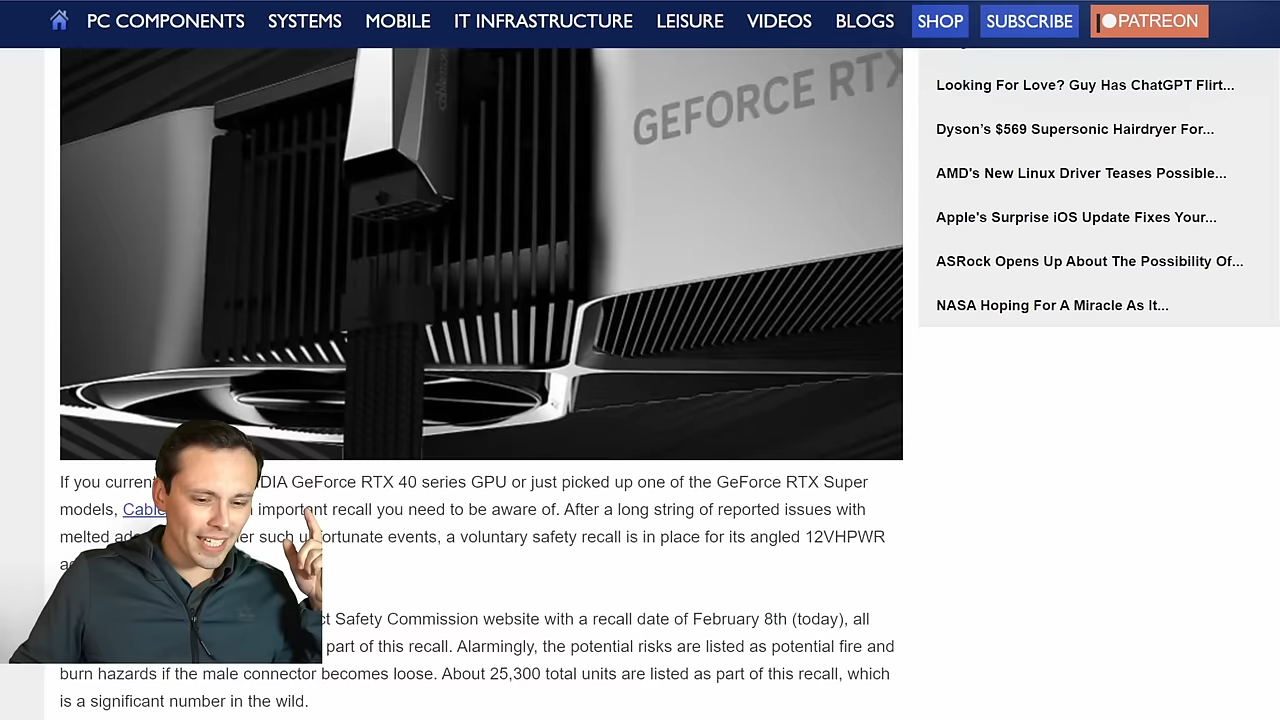 PC COMPONENTS SYSTEMS MOBILE IT INFRASTRUCTURE LEISURE VIDEOS BLOGS SHOP SUBSCRIBE PATREON
GEFORCE RTX
Looking For Love? Guy Has ChatGPT Flirt...
Dyson’s $569 Supersonic Hairdryer For...
AMD's New Linux Driver Teases Possible...
Apple's Surprise iOS Update Fixes Your...
ASRock Opens Up About The Possibility Of...
NASA Hoping For A Miracle As It...
If you DIA GeForce RTX 40 series GPU or just picked up one of the GeForce RTX Super
models, important recall you need to be aware of. After a long string of reported issues with
melted such unfortunate events, a voluntary safety recall is in place for its angled 12VHPWR
Safety Commission website with a recall date of February 8th (today), all
part of this recall. Alarmingly, the potential risks are listed as potential fire and
burn hazards if the male connector becomes loose. About 25,300 total units are listed as part of this recall, which
is a significant number in the wild.